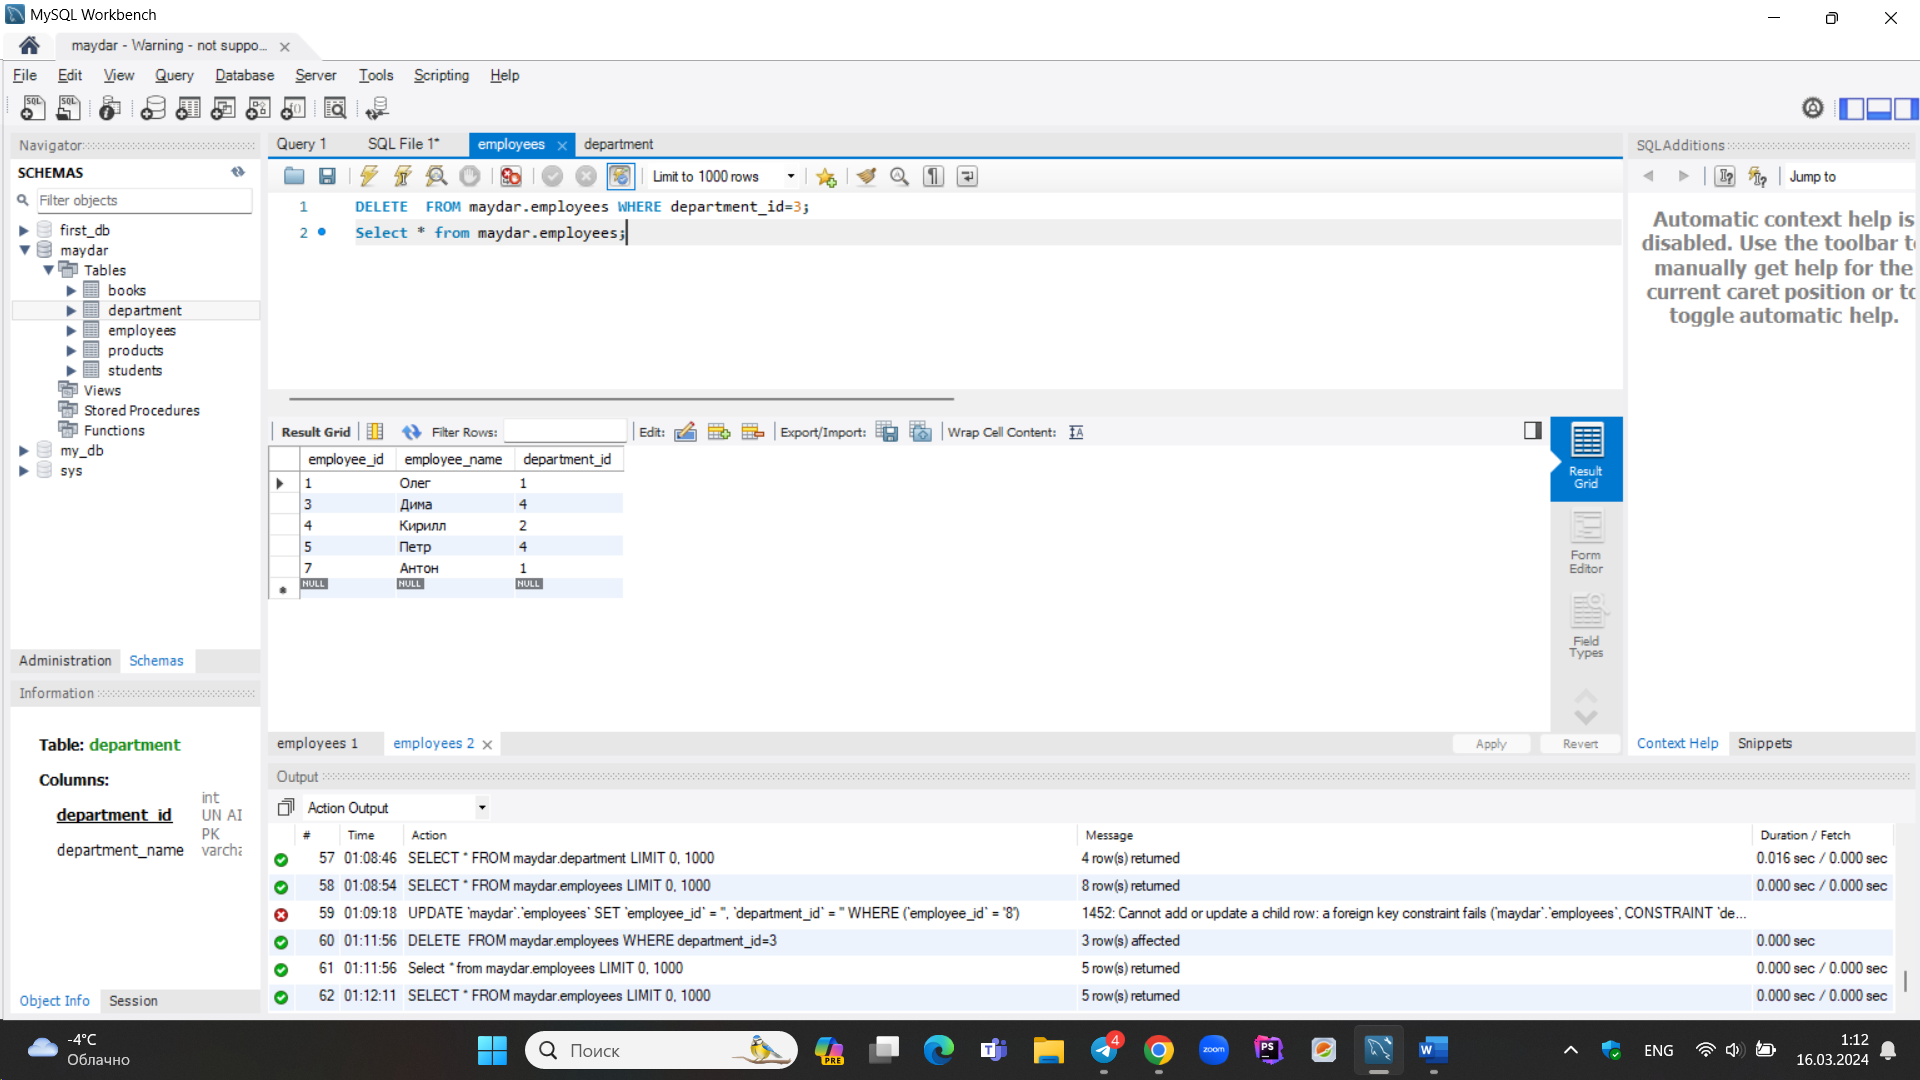 MySQL Workbench
maydar - Warning - not suppo...
File Edit View Query Database Server Tools Scripting Help
Navigator
SCHEMAS
Filter objects
first_db
maydar
Tables
books
department
employees
products
students
Views
Stored Procedures
Functions
my_db
sys
Administration Schemas
Information
Table: department
Columns:
department_id int UN AI PK
department_name varcha
Object Info Session
Query 1 SQL File 1* employees department
Limit to 1000 rows
1 DELETE  FROM maydar.employees WHERE department_id=3;
2 Select * from maydar.employees;
Result Grid Filter Rows: Edit: Export/Import: Wrap Cell Content:
employee_id employee_name department_id
1 Олег 1
3 Дима 4
4 Кирилл 2
5 Петр 4
7 Антон 1
NULL NULL NULL
Result Grid
Form Editor
Field Types
employees 1 employees 2 Apply Revert
SQLAdditions
Jump to
Automatic context help is
disabled. Use the toolbar t
manually get help for the
current caret position or to
toggle automatic help.
Context Help Snippets
Output
Action Output
# Time Action Message Duration / Fetch
57 01:08:46 SELECT * FROM maydar.department LIMIT 0, 1000 4 row(s) returned 0.016 sec / 0.000 sec
58 01:08:54 SELECT * FROM maydar.employees LIMIT 0, 1000 8 row(s) returned 0.000 sec / 0.000 sec
59 01:09:18 UPDATE `maydar`.`employees` SET `employee_id` = '', `department_id` = '' WHERE (`employee_id` = '8') 1452: Cannot add or update a child row: a foreign key constraint fails (`maydar`.`employees`, CONSTRAINT `de...
60 01:11:56 DELETE  FROM maydar.employees WHERE department_id=3 3 row(s) affected 0.000 sec
61 01:11:56 Select * from maydar.employees LIMIT 0, 1000 5 row(s) returned 0.000 sec / 0.000 sec
62 01:12:11 SELECT * FROM maydar.employees LIMIT 0, 1000 5 row(s) returned 0.000 sec / 0.000 sec
-4°C
Облачно
Поиск
PRE
4
zoom
PS
ENG
1:12
16.03.2024